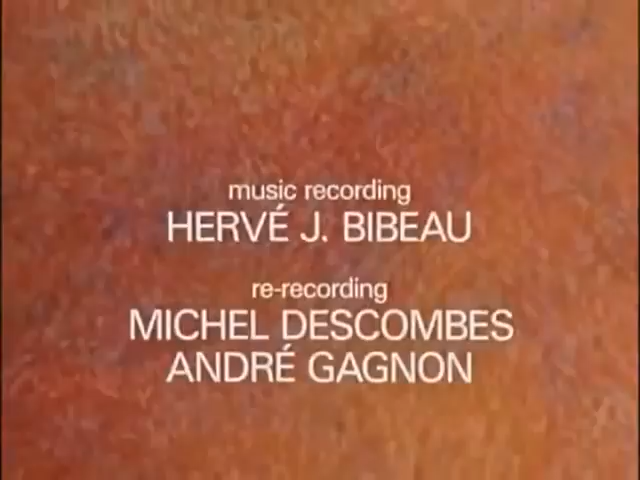 music recording
HERVÉ J. BIBEAU
re-recording
MICHEL DESCOMBES
ANDRÉ GAGNON